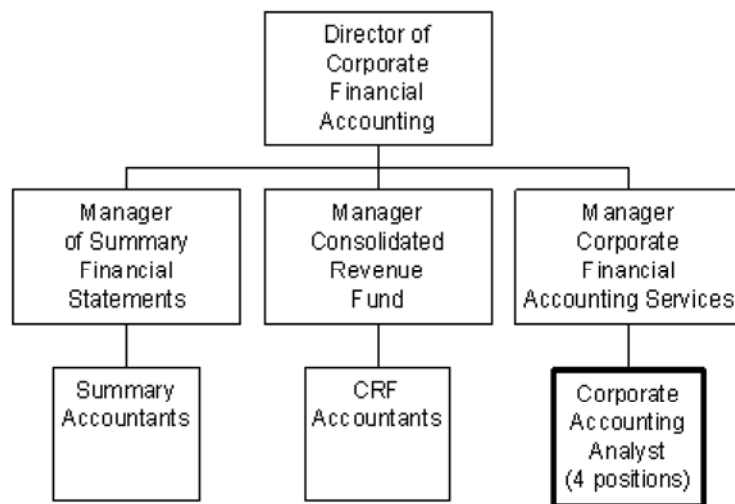 Director of
Corporate
Financial
Accounting
Manager
of Summary
Financial
Statements
Manager
Consolidated
Revenue
Fund
Manager
Corporate
Financial
Accounting Services
Summary
Accountants
CRF
Accountants
Corporate
Accounting
Analyst
(4 positions)